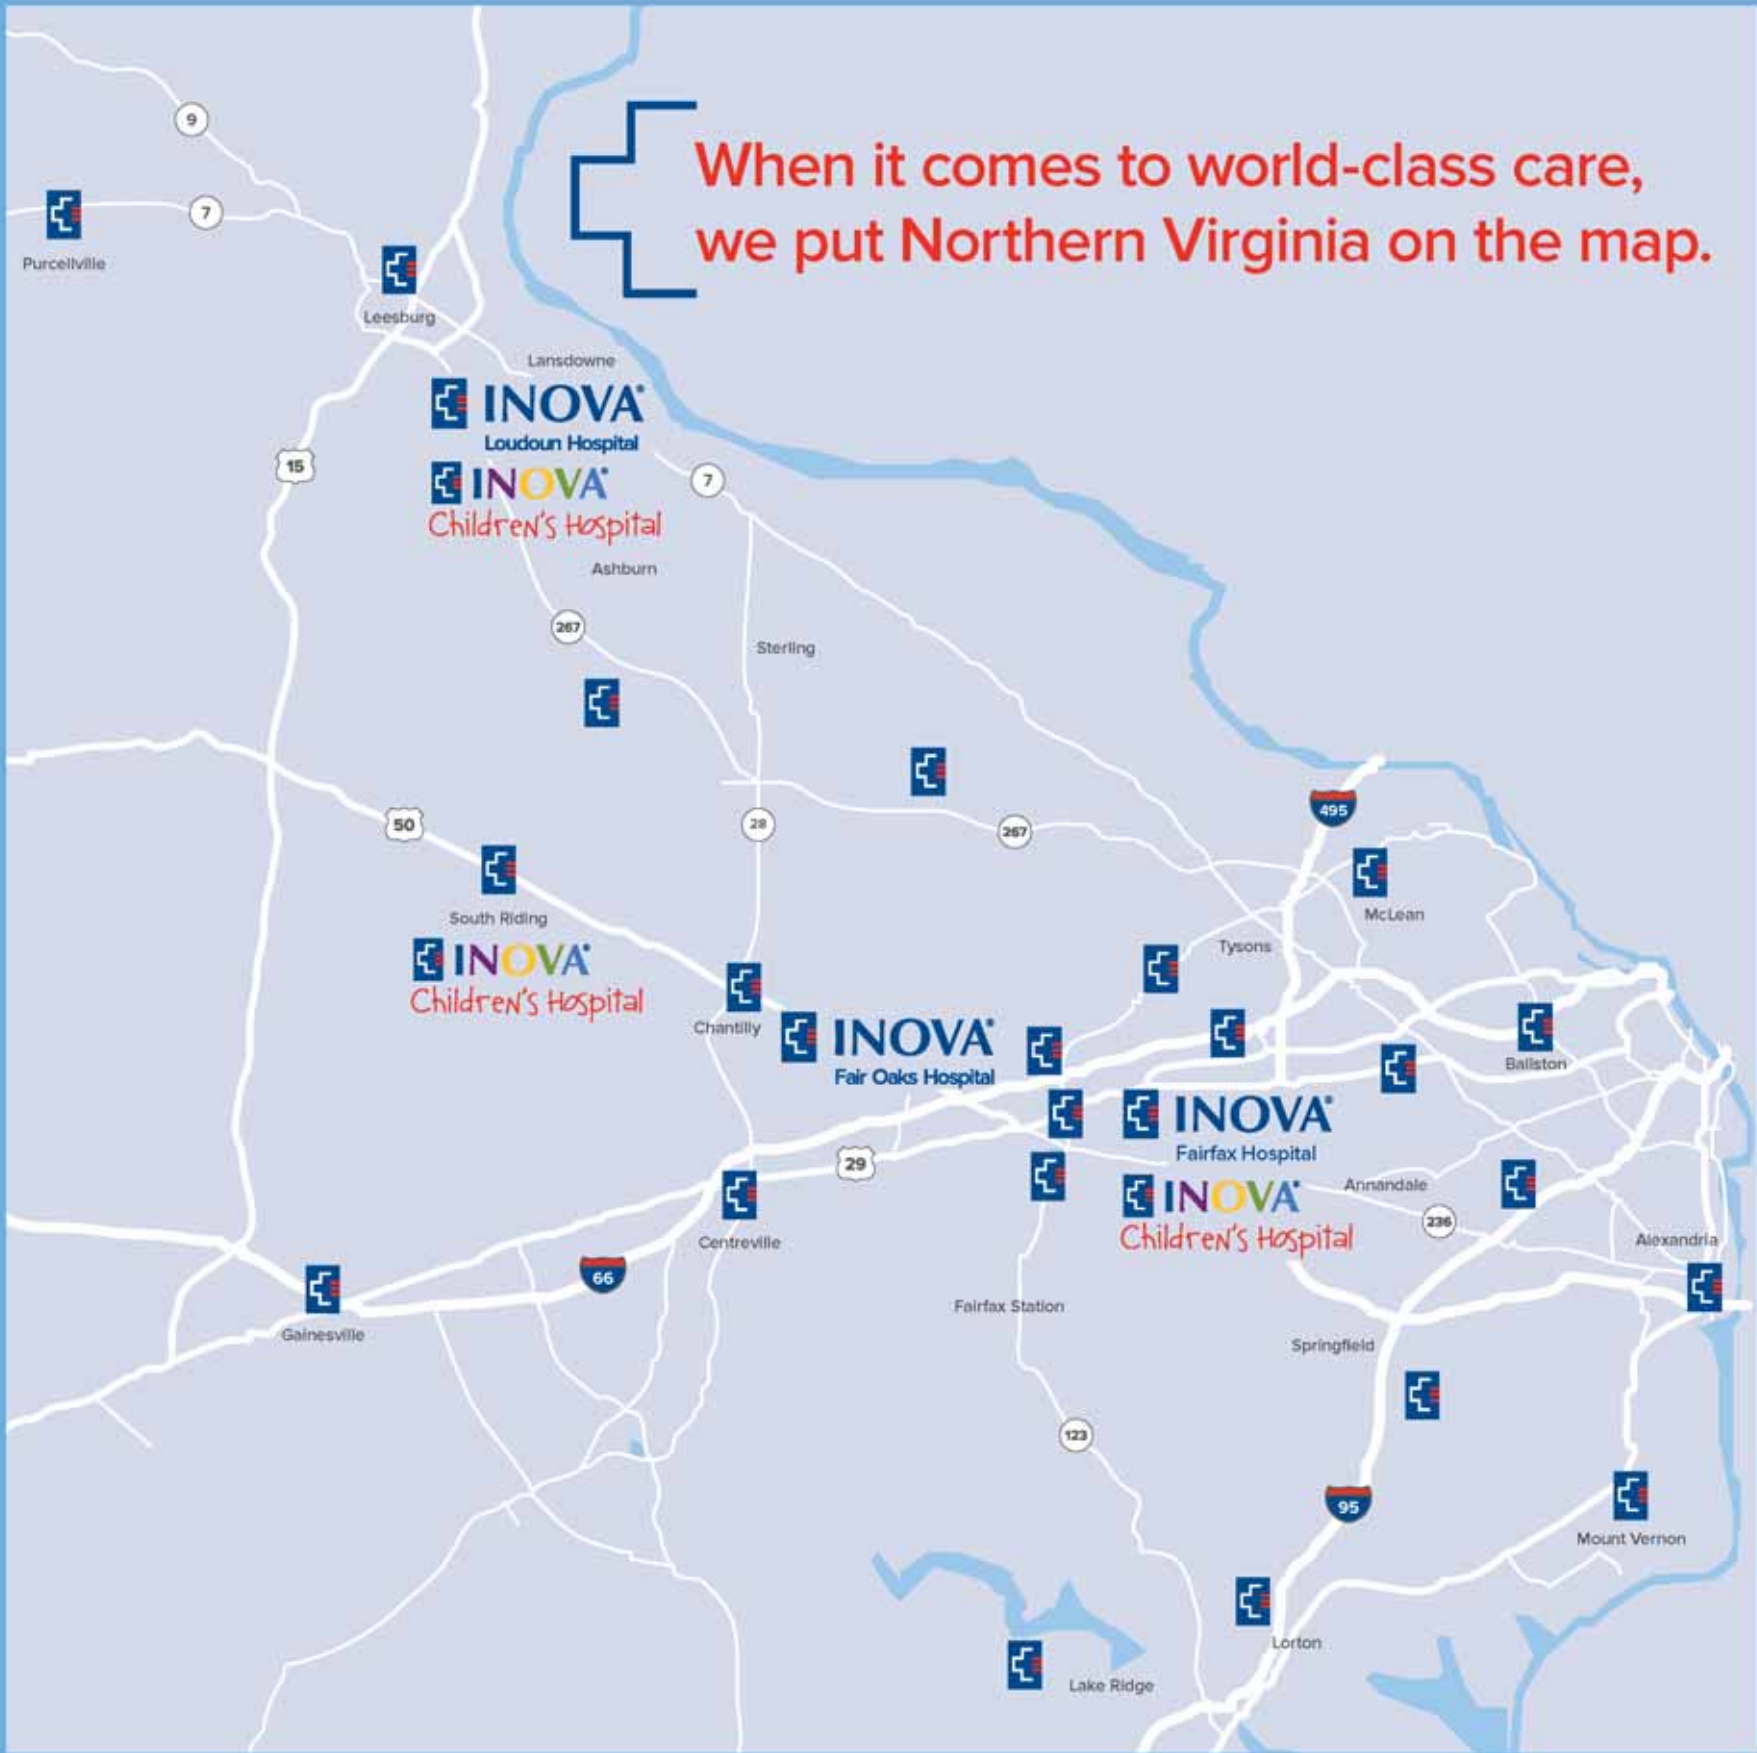 When it comes to world-class care,
we put Northern Virginia on the map.
9
7
Purcellville
Leesburg
Lansdowne
INOVA®
Loudoun Hospital
INOVA®
Children's Hospital
15
7
Ashburn
267
Sterling
50
28
267
495
South Riding
INOVA®
Children's Hospital
McLean
Tysons
Chantilly
INOVA®
Fair Oaks Hospital
Ballston
INOVA®
Fairfax Hospital
29
INOVA®
Children's Hospital
Annandale
236
Alexandria
Centreville
66
Gainesville
Fairfax Station
Springfield
123
95
Mount Vernon
Lorton
Lake Ridge